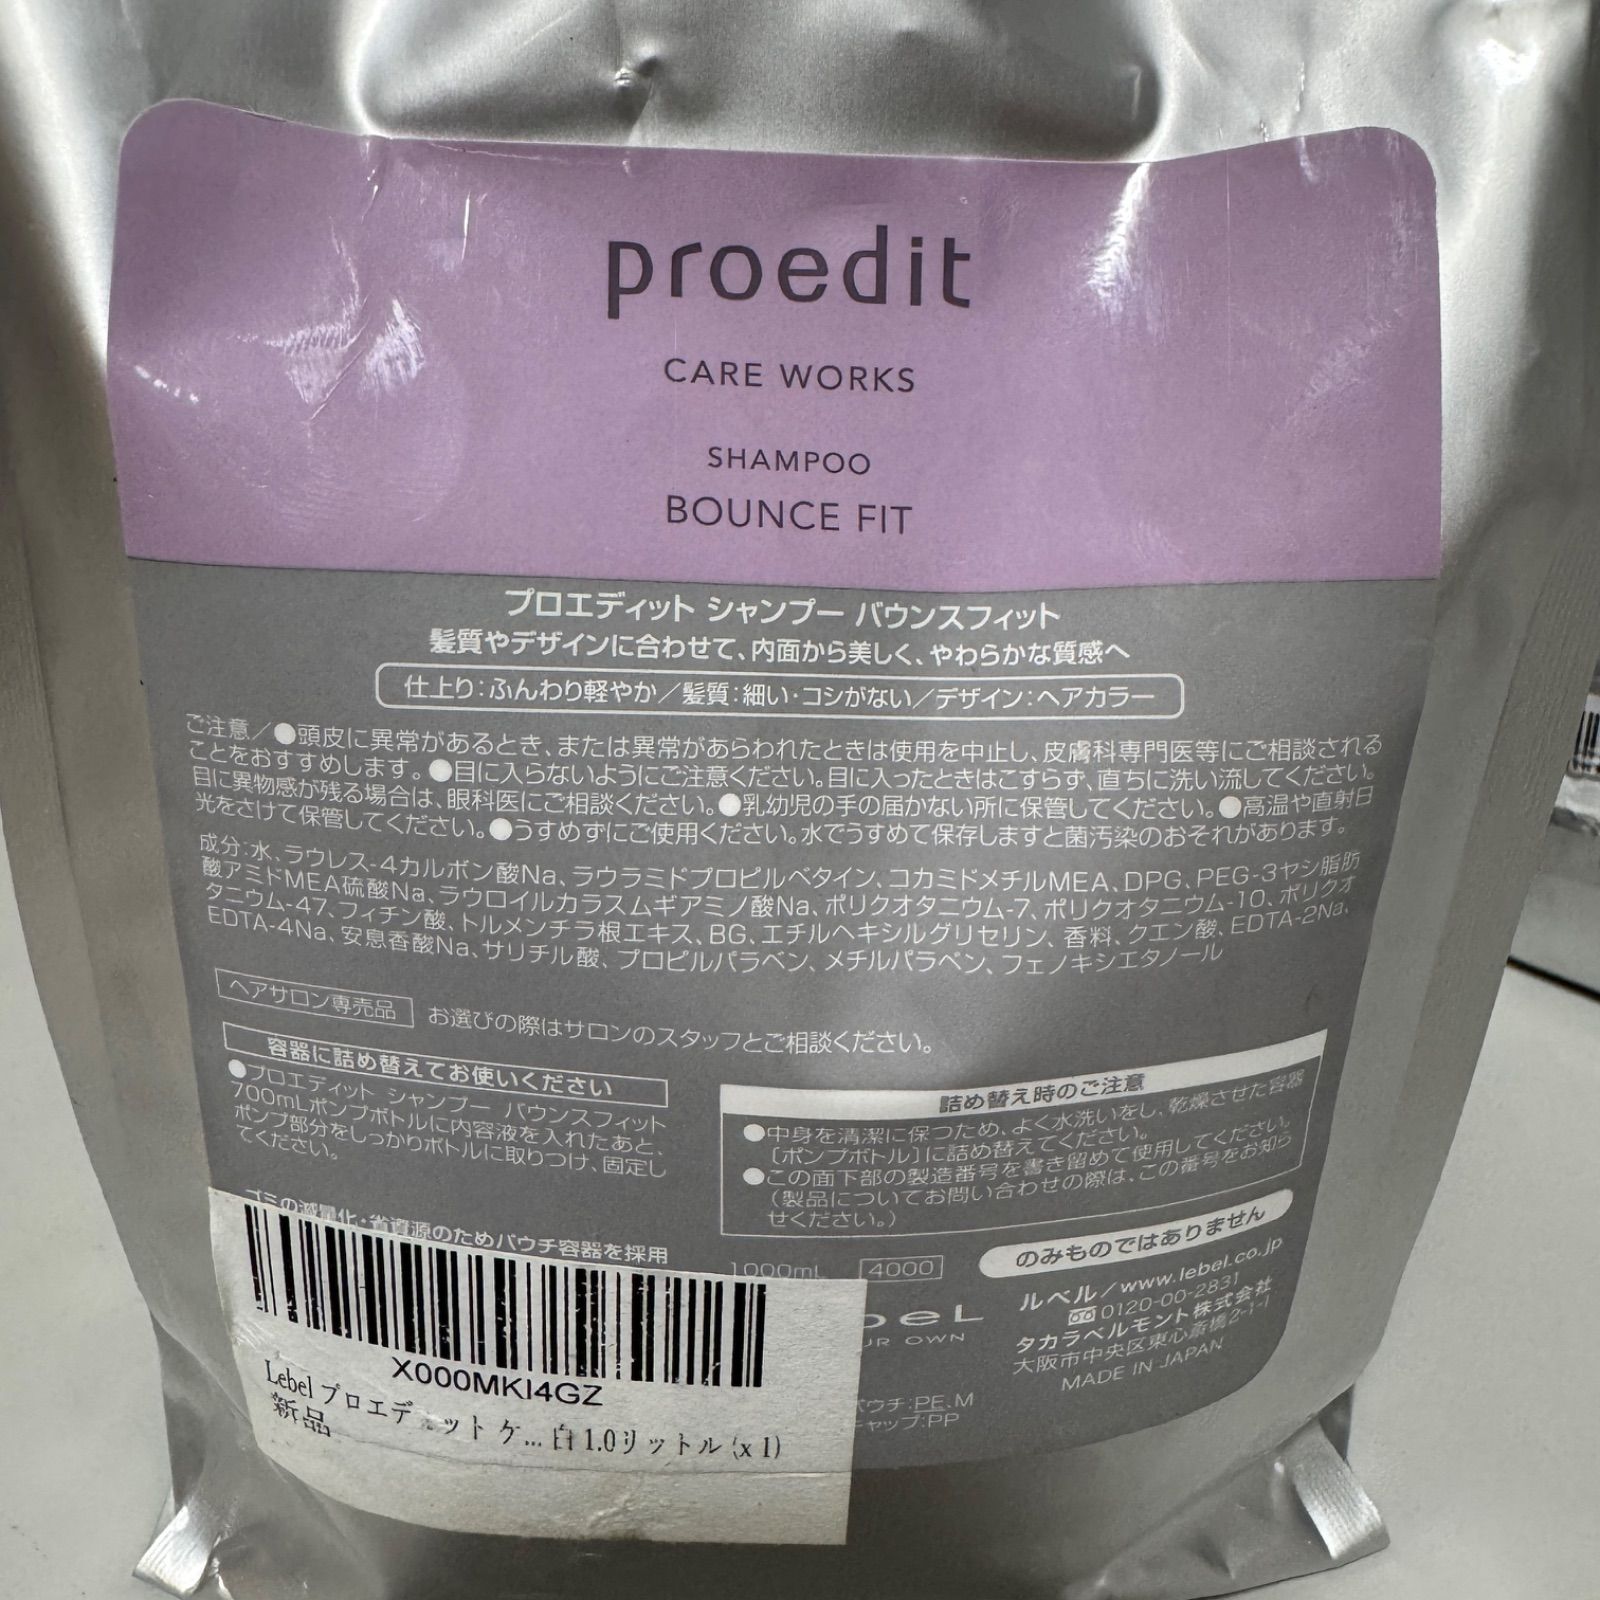 proedit
CARE WORKS
SHAMPOO
BOUNCE FIT
プロエディット シャンプー バウンスフィット
髪質やデザインに合わせて、内面から美しく、やわらかな質感へ
仕上り：ふんわり軽やか／髪質：細い・コシがない／デザイン：ヘアカラー
ご注意／●頭皮に異常があるとき、または異常があらわれたときは使用を中止し、皮膚科専門医等にご相談される
ことをおすすめします。●目に入らないようにご注意ください。目に入ったときはこすらず、直ちに洗い流してください。
目に異物感が残る場合は、眼科医にご相談ください。●乳幼児の手の届かない所に保管してください。●高温や直射日
光をさけて保管してください。●うすめずにご使用ください。水でうすめて保存しますと菌汚染のおそれがあります。
成分：水、ラウレス-4カルボン酸Na、ラウラミドプロピルベタイン、コカミドメチルMEA、DPG、PEG-3ヤシ脂肪
酸アミドMEA硫酸Na、ラウロイルカラスムギアミノ酸Na、ポリクオタニウム-7、ポリクオタニウム-10、ポリクオ
タニウム-47、フィチン酸、トルメンチラ根エキス、BG、エチルヘキシルグリセリン、香料、クエン酸、EDTA-2Na、
EDTA-4Na、安息香酸Na、サリチル酸、プロピルパラベン、メチルパラベン、フェノキシエタノール
ヘアサロン専売品 お選びの際はサロンのスタッフとご相談ください。
容器に詰め替えてお使いください
●プロエディット シャンプー バウンスフィット
700mLポンプボトルに内容液を入れたあと、
ポンプ部分をしっかりボトルに取りつけ、固定し
てください。
ゴミの減量化・省資源のためパウチ容器を採用
詰め替え時のご注意
●中身を清潔に保つため、よく水洗いをし、乾燥させた容器
［ポンプボトル］に詰め替えてください。
●この面下部の製造番号を書き留めて使用してください。
（製品についてお問い合わせの際は、この番号をお知ら
せください。）
1000mL 4000
のみものではありません
beL
UR OWN
ルベル／www.lebel.co.jp
0120-00-2831
タカラベルモント株式会社
大阪市中央区東心斎橋2-1-1
MADE IN JAPAN
パウチ：PE、M
キャップ：PP
X000MKI4GZ
Lebel プロエディット ケ... 白 1.0リットル (x 1)
新品